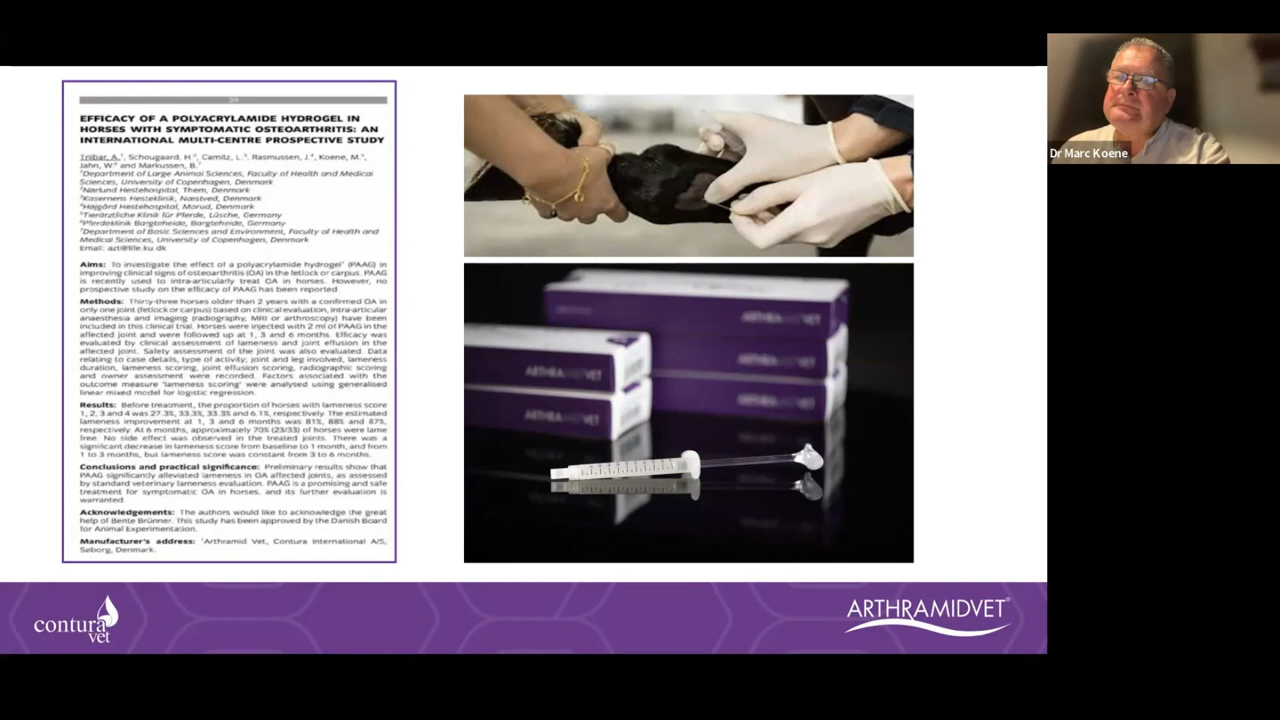 EFFICACY OF A POLYACRYLAMIDE HYDROGEL IN
HORSES WITH SYMPTOMATIC OSTEOARTHRITIS: AN
INTERNATIONAL MULTI-CENTRE PROSPECTIVE STUDY
Tnibar, A.¹, Schougaard, H.², Camitz, L.³, Rasmussen, J.⁴, Koene, M.⁵,
Jahn, W.⁶ and Markussen, B.⁷
¹Department of Large Animal Sciences, Faculty of Health and Medical
Sciences, University of Copenhagen, Denmark
²Nørlund Hestehospital, Them, Denmark
³Kasernens Hesteklinik, Næstved, Denmark
⁴Højgård Hestehospital, Morud, Denmark
⁵Tierärztliche Klinik für Pferde, Lüsche, Germany
⁶Pferdeklinik Bargteheide, Bargteheide, Germany
⁷Department of Basic Sciences and Environment, Faculty of Health and
Medical Sciences, University of Copenhagen, Denmark
Email: azt@life.ku.dk
Aims: To investigate the effect of a polyacrylamide hydrogel¹ (PAAG) in
improving clinical signs of osteoarthritis (OA) in the fetlock or carpus. PAAG
is recently used to intra-articularly treat OA in horses. However, no
prospective study on the efficacy of PAAG has been reported.
Methods: Thirty-three horses older than 2 years with a confirmed OA in
only one joint (fetlock or carpus) based on clinical evaluation, intra-articular
anaesthesia and imaging (radiography, MRI or arthroscopy) have been
included in this clinical trial. Horses were injected with 2 ml of PAAG in the
affected joint and were followed up at 1, 3 and 6 months. Efficacy was
evaluated by clinical assessment of lameness and joint effusion in the
affected joint. Safety assessment of the joint was also evaluated. Data
relating to case details, type of activity, joint and leg involved, lameness
duration, lameness scoring, joint effusion scoring, radiographic scoring
and owner assessment were recorded. Factors associated with the
outcome measure 'lameness scoring' were analysed using generalised
linear mixed model for logistic regression.
Results: Before treatment, the proportion of horses with lameness score
1, 2, 3 and 4 was 27.3%, 33.3%, 33.3% and 6.1%, respectively. The estimated
lameness improvement at 1, 3 and 6 months was 81%, 88% and 87%,
respectively. At 6 months, approximately 70% (23/33) of horses were lame
free. No side effect was observed in the treated joints. There was a
significant decrease in lameness score from baseline to 1 month, and from
1 to 3 months, but lameness score was constant from 3 to 6 months.
Conclusions and practical significance: Preliminary results show that
PAAG significantly alleviated lameness in OA affected joints, as assessed
by standard veterinary lameness evaluation. PAAG is a promising and safe
treatment for symptomatic OA in horses, and its further evaluation is
warranted.
Acknowledgements: The authors would like to acknowledge the great
help of Bente Brünner. This study has been approved by the Danish Board
for Animal Experimentation.
Manufacturer's address: ¹Arthramid Vet, Contura International A/S,
Søborg, Denmark.
ARTHRAMIDVET
ARTHRAMIDVET
Dr Marc Koene
contura
vet
ARTHRAMIDVET®